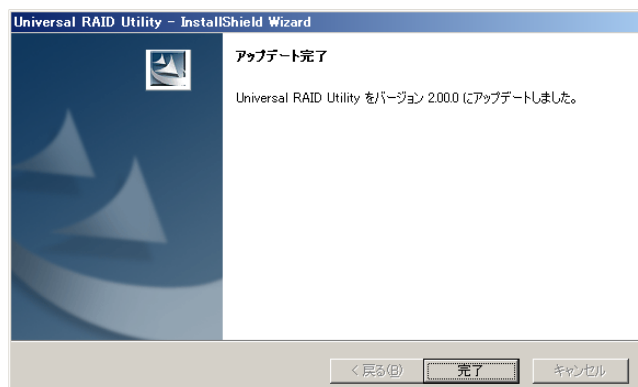 Universal RAID Utility - InstallShield Wizard
アップデート完了
Universal RAID Utility をバージョン 2.00.0 にアップデートしました。
< 戻る(B)
完了
キャンセル